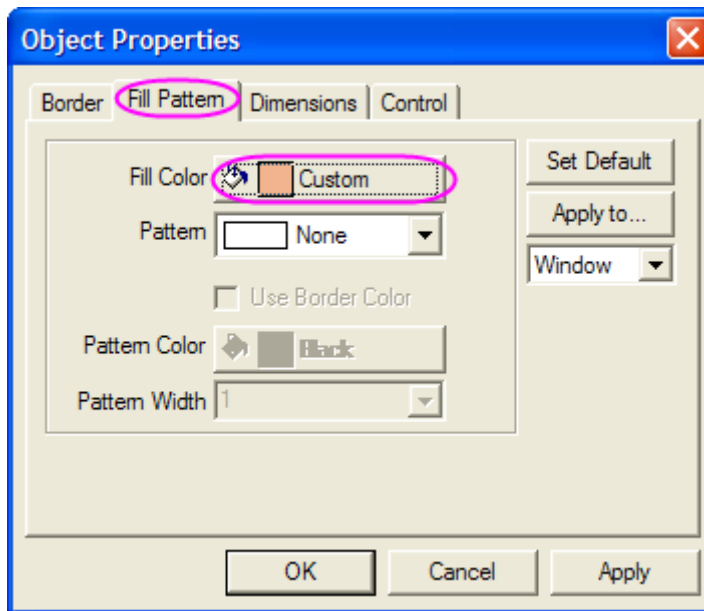 Object Properties
Border Fill Pattern Dimensions Control
Fill Color Custom
Set Default
Pattern None
Apply to...
Window
Use Border Color
Pattern Color Black
Pattern Width 1
OK Cancel Apply